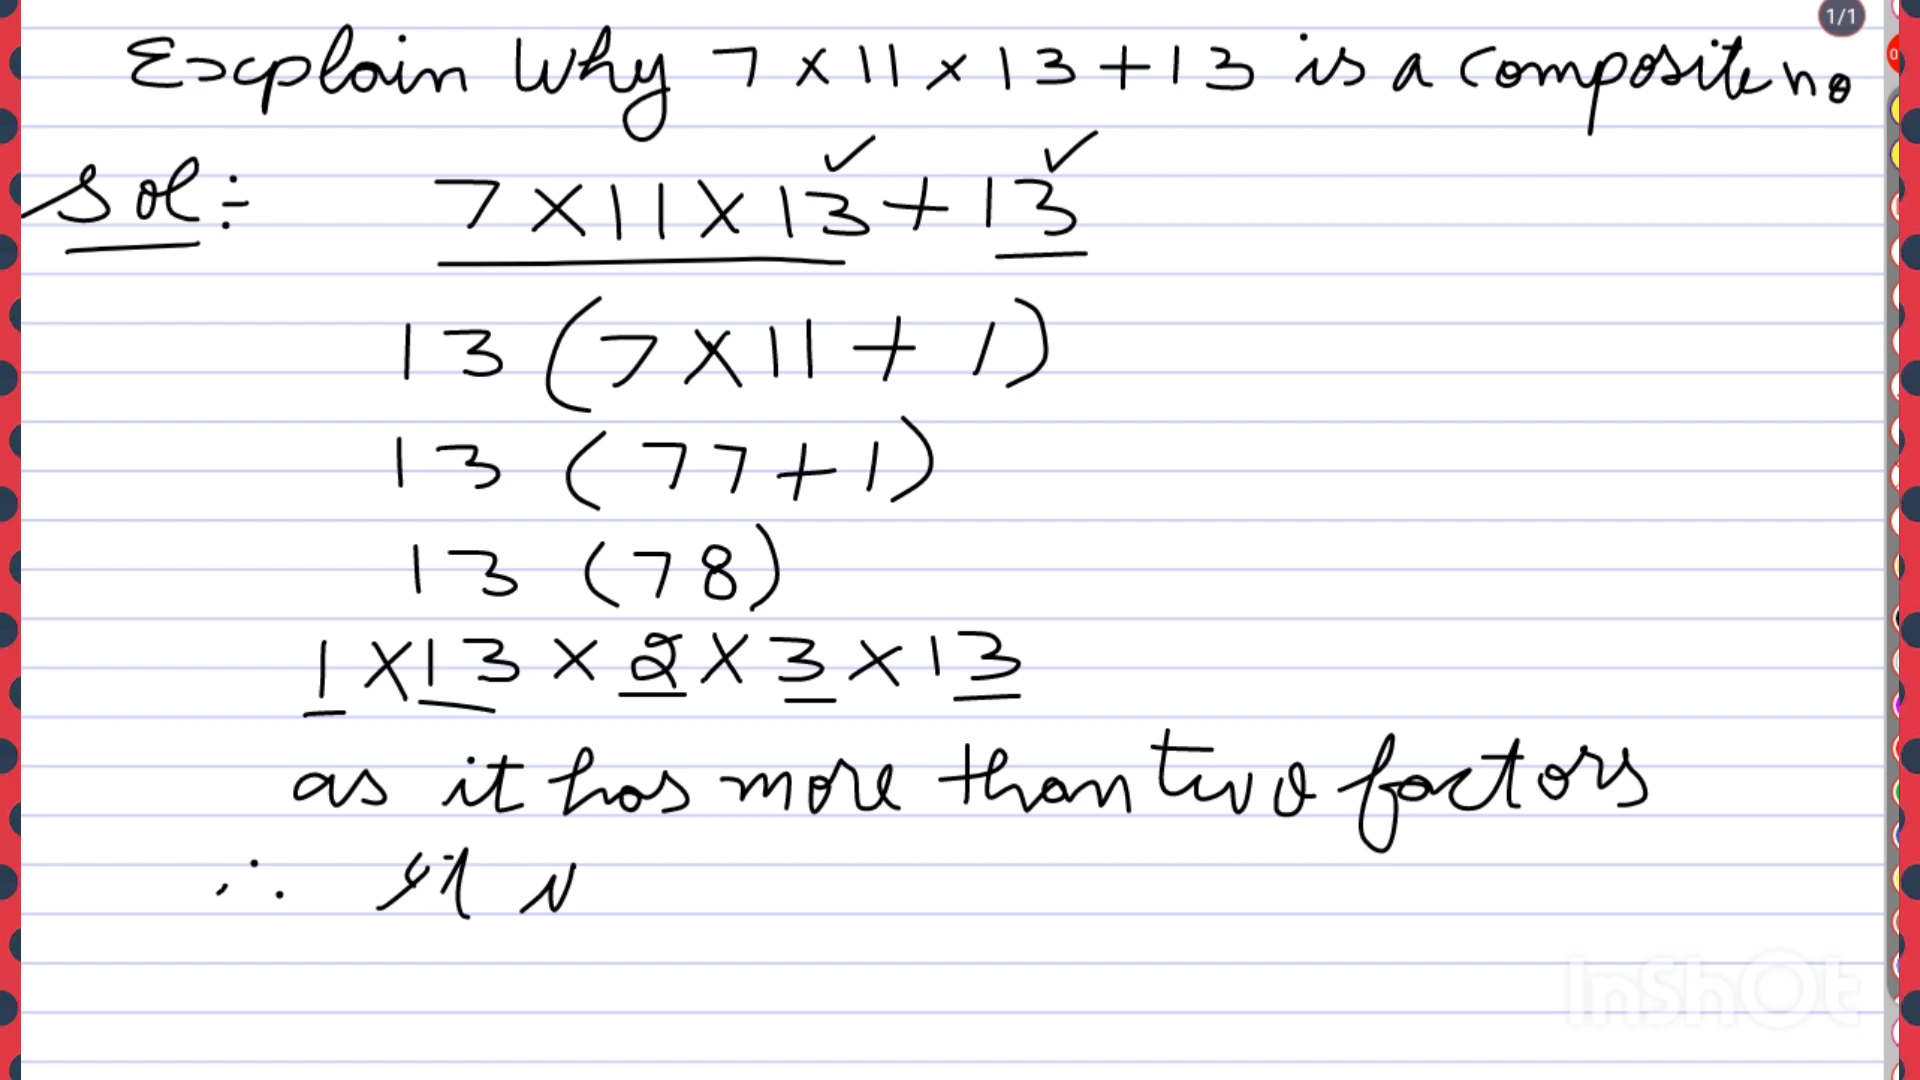 1/1
Explain Why 7 × 11 × 13 + 13 is a Composite no
Sol:-
7 × 11 × 13 + 13
13 (7 × 11 + 1)
13 (77 + 1)
13 (78)
1 × 13 × 2 × 3 × 13
as it has more than two factors
∴ it
InShOt